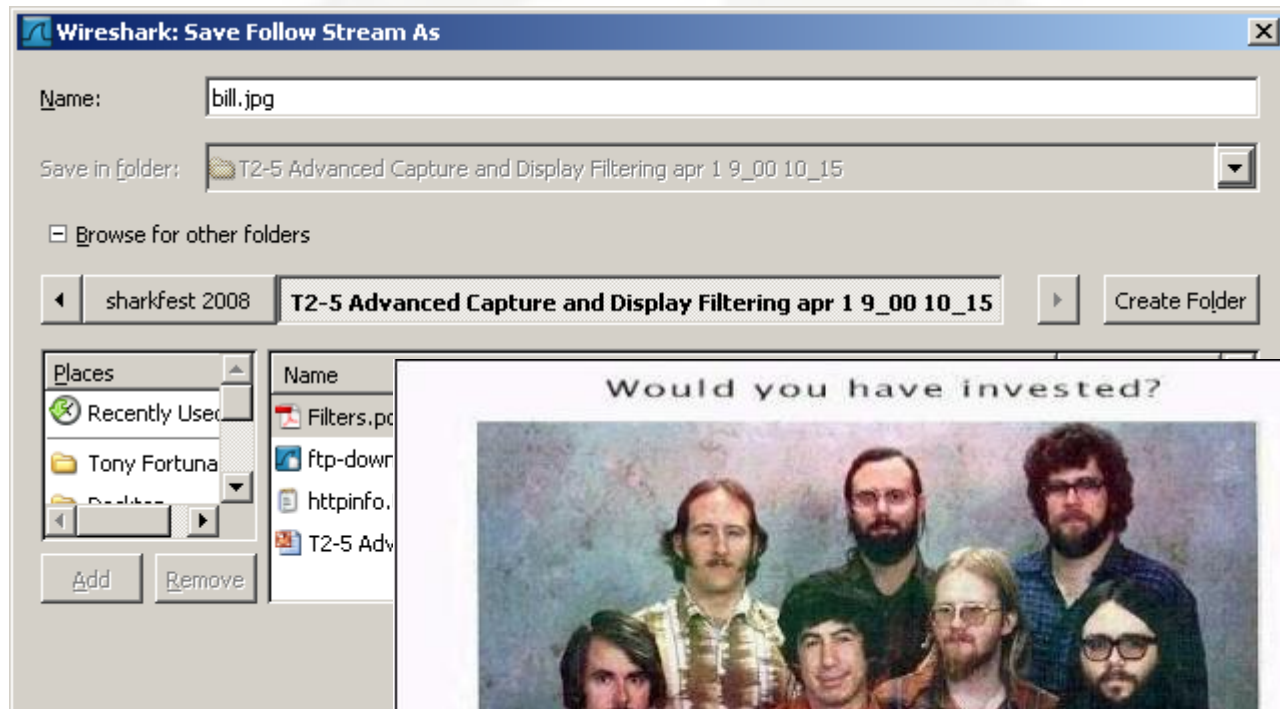 Wireshark: Save Follow Stream As
Name:
bill.jpg
Save in folder:
T2-5 Advanced Capture and Display Filtering apr 1 9_00 10_15
Browse for other folders
sharkfest 2008
T2-5 Advanced Capture and Display Filtering apr 1 9_00 10_15
Create Folder
Places
Recently Used
Tony Fortuna
Add
Remove
Name
Filters.pd
ftp-down
httpinfo.
T2-5 Adv
Would you have invested?